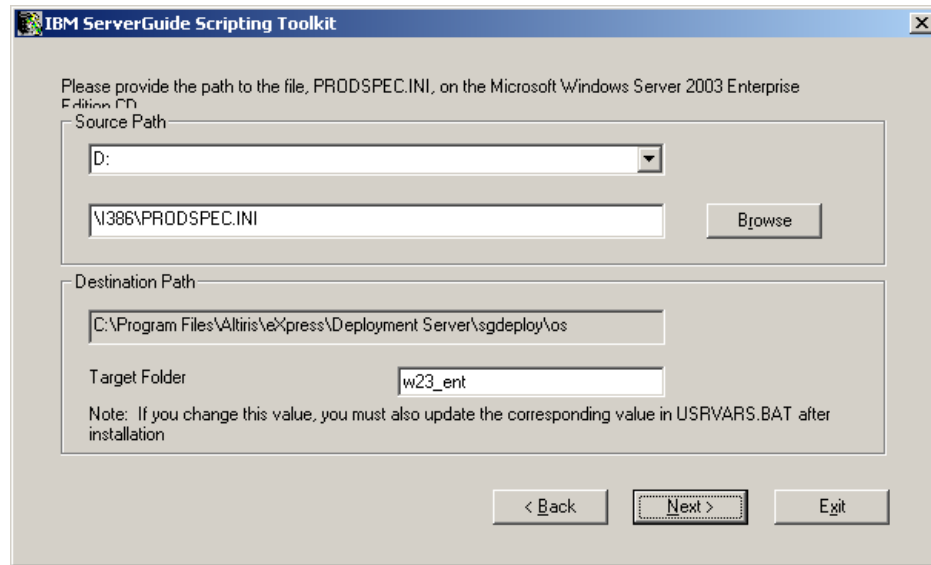 IBM ServerGuide Scripting Toolkit
Please provide the path to the file, PRODSPEC.INI, on the Microsoft Windows Server 2003 Enterprise
Edition CD
Source Path
D:
\I386\PRODSPEC.INI
Browse
Destination Path
C:\Program Files\Altiris\eXpress\Deployment Server\sgdeploy\os
Target Folder
w23_ent
Note: If you change this value, you must also update the corresponding value in USRVARS.BAT after
installation
< Back
Next >
Exit